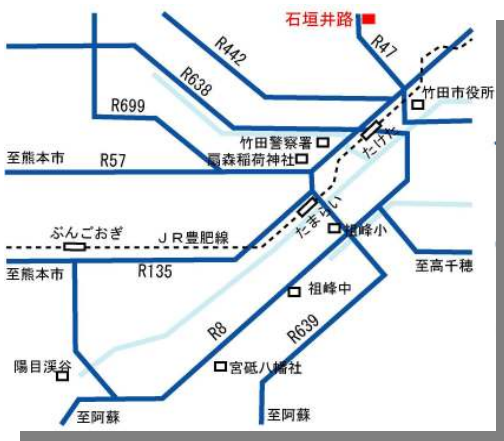 石垣井路
R47
R442
R638
竹田市役所
R699
竹田警察署
たけた
扇森稲荷神社
至熊本市
R57
たまらい
ぶんごおぎ
JR豊肥線
祖峰小
至熊本市
R135
至高千穂
祖峰中
R8
R639
陽目渓谷
宮砥八幡社
至阿蘇
至阿蘇